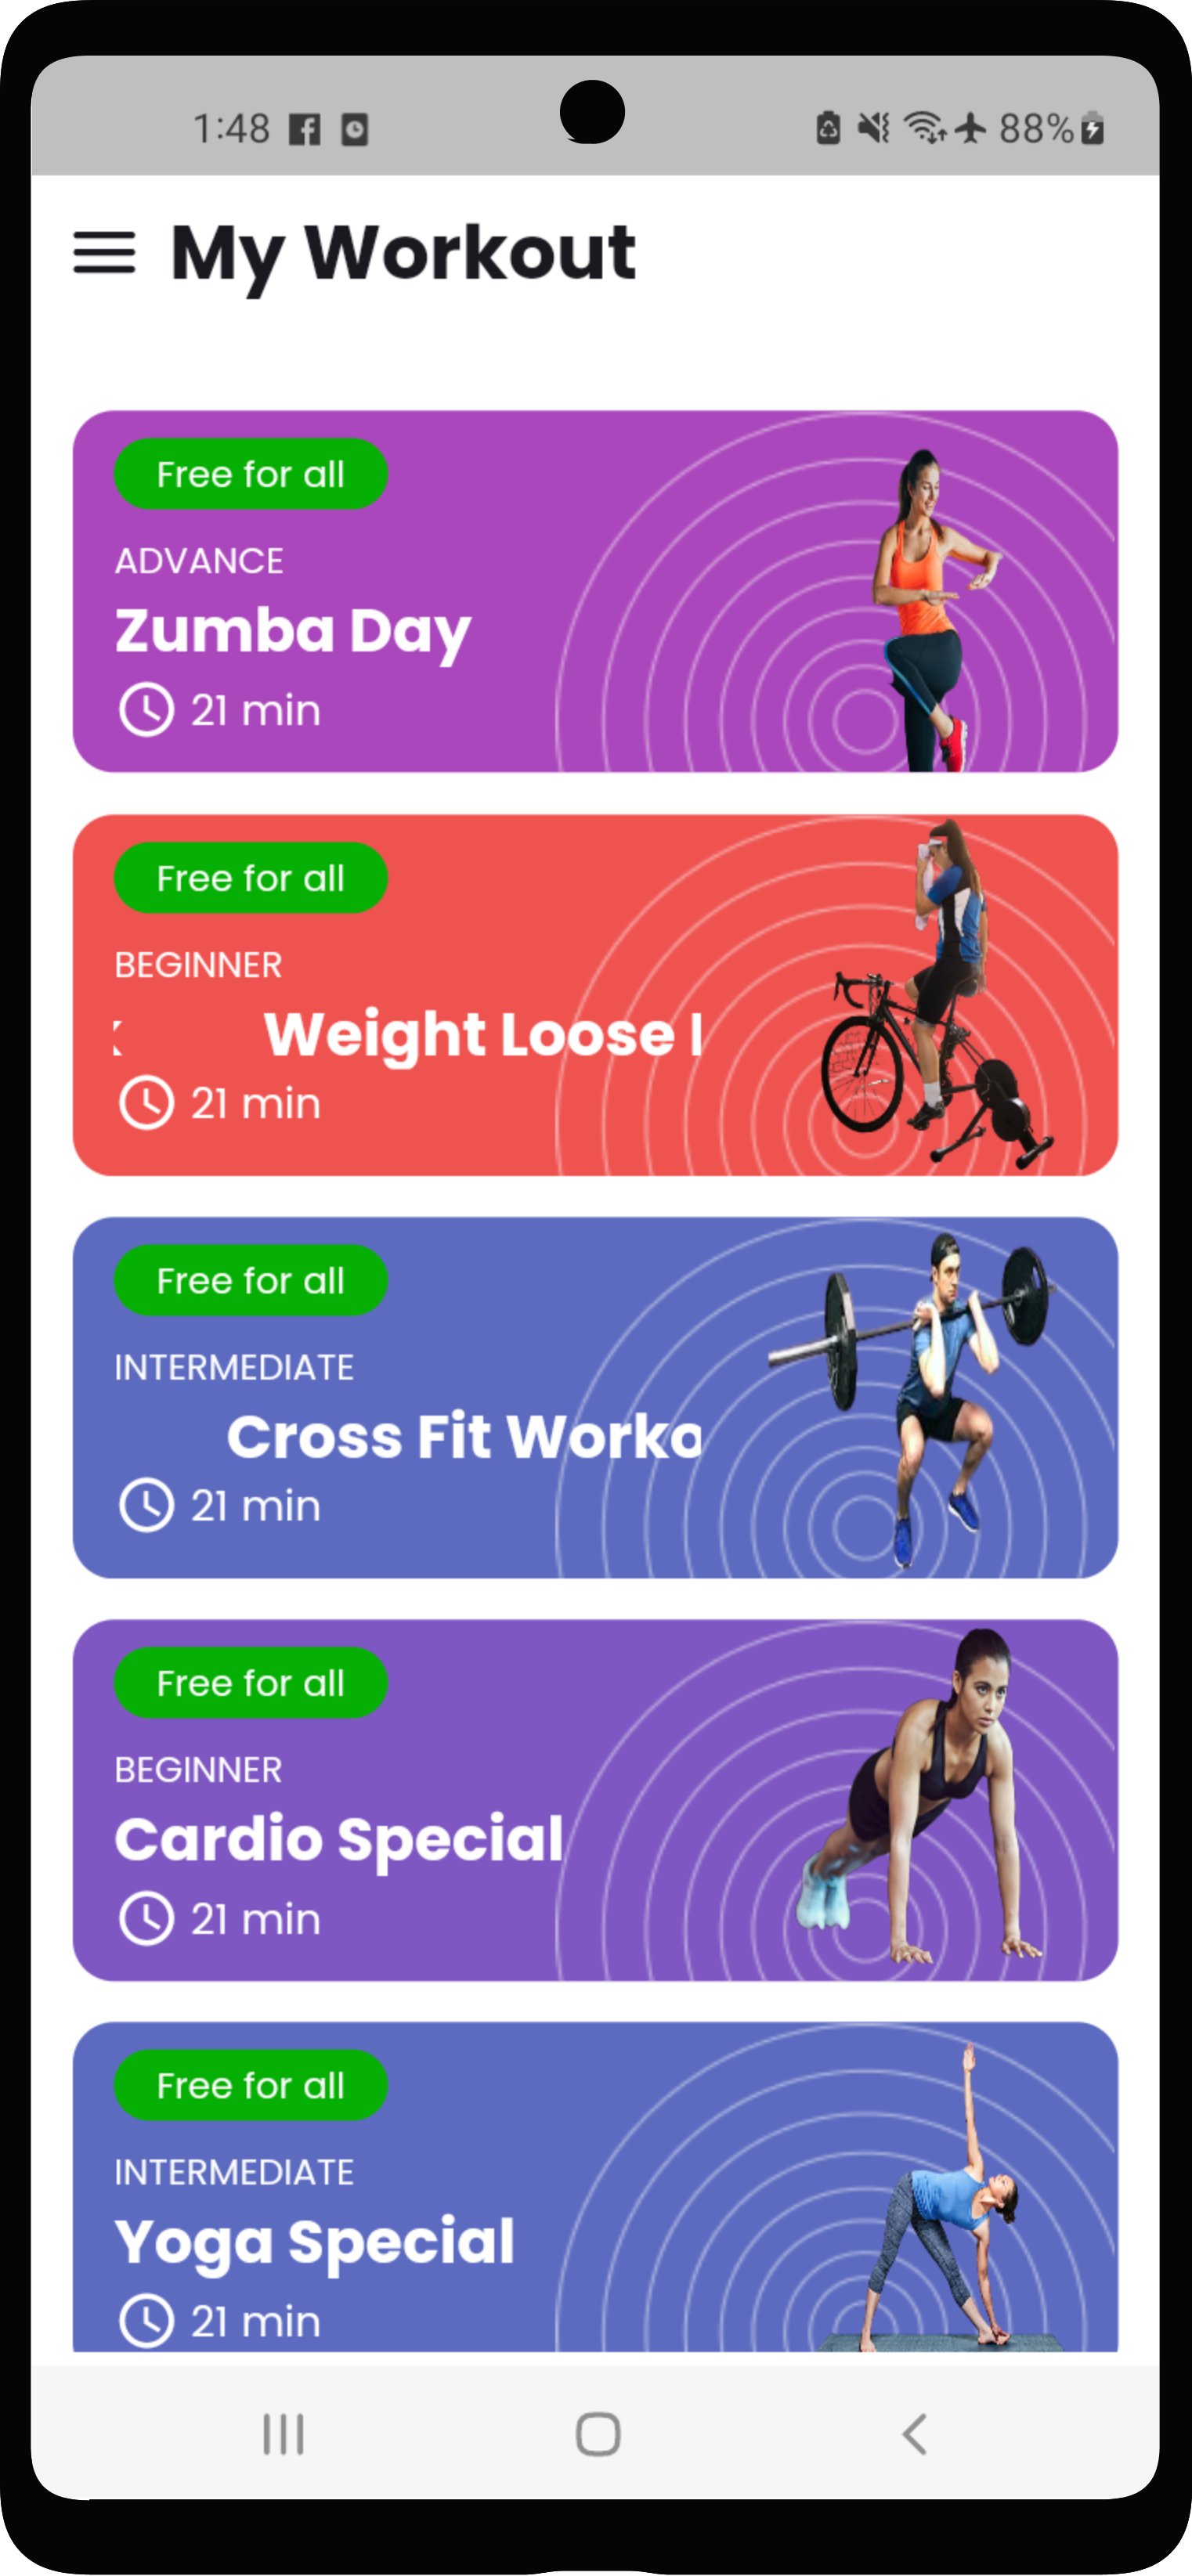 1:48 88%
My Workout
Free for all
ADVANCE
Zumba Day
21 min
Free for all
BEGINNER
Weight Loose
21 min
Free for all
INTERMEDIATE
Cross Fit Worko
21 min
Free for all
BEGINNER
Cardio Special
21 min
Free for all
INTERMEDIATE
Yoga Special
21 min